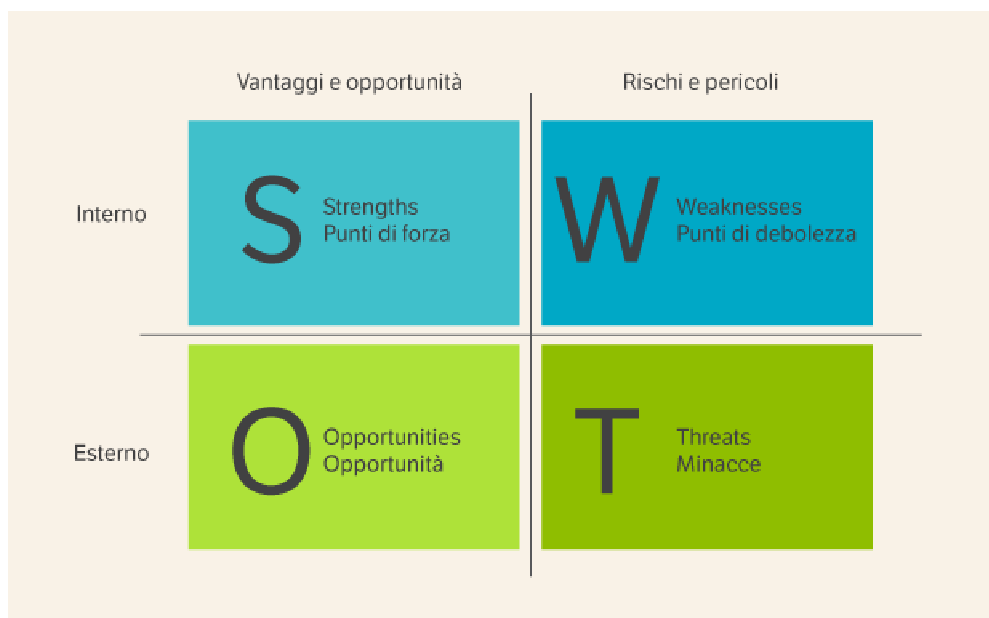 Vantaggi e opportunità
Rischi e pericoli
Interno
S
Strengths
Punti di forza
W
Weaknesses
Punti di debolezza
Esterno
O
Opportunities
Opportunità
T
Threats
Minacce